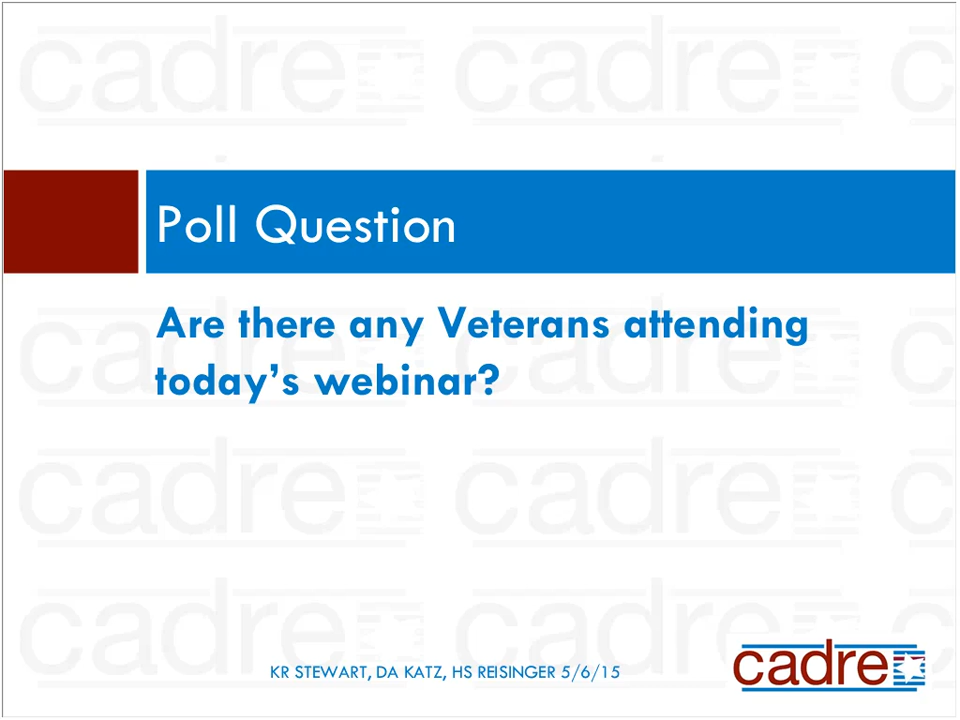 Poll Question
Are there any Veterans attending
today's webinar?
KR STEWART, DA KATZ, HS REISINGER 5/6/15
cadre